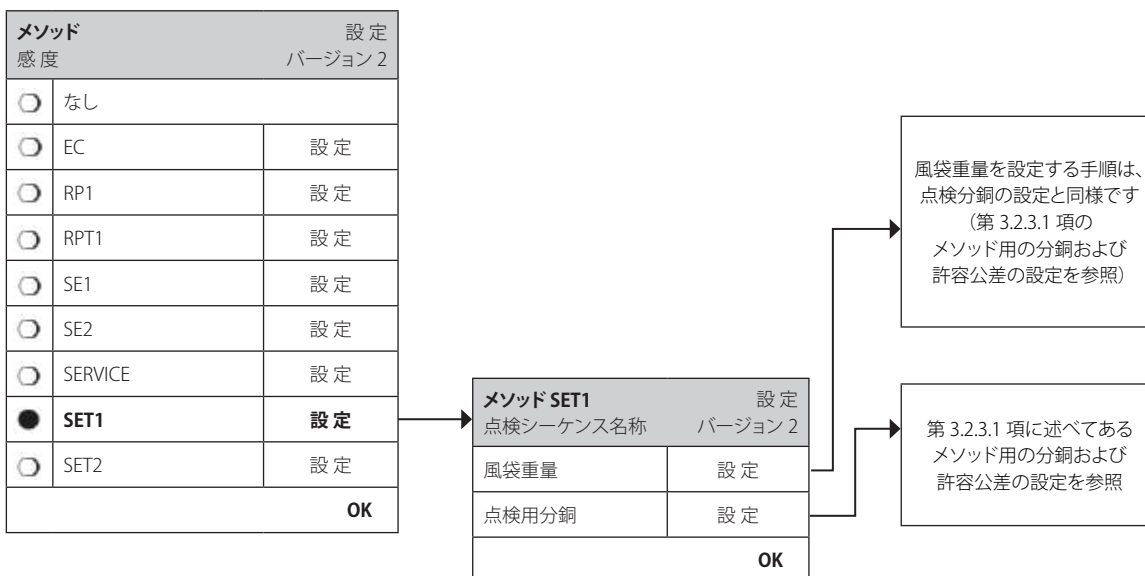 メソッド 設定
感度 バージョン 2
なし
EC 設定
RP1 設定
RPT1 設定
SE1 設定
SE2 設定
SERVICE 設定
SET1 設定
SET2 設定
OK
メソッド SET1 設定
点検シーケンス名称 バージョン 2
風袋重量 設定
点検用分銅 設定
OK
風袋重量を設定する手順は、
点検分銅の設定と同様です
(第 3.2.3.1 項の
メソッド用の分銅および
許容公差の設定を参照)
第 3.2.3.1 項に述べてある
メソッド用の分銅および
許容公差の設定を参照